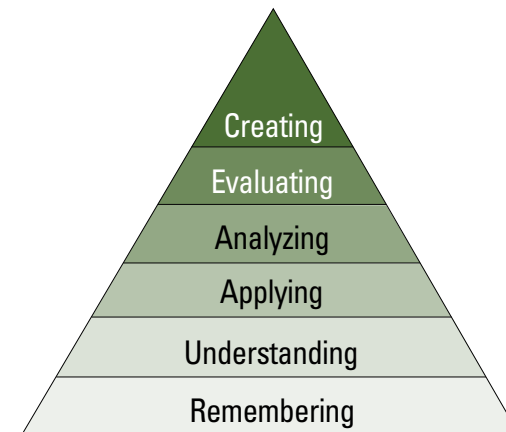 Creating
Evaluating
Analyzing
Applying
Understanding
Remembering